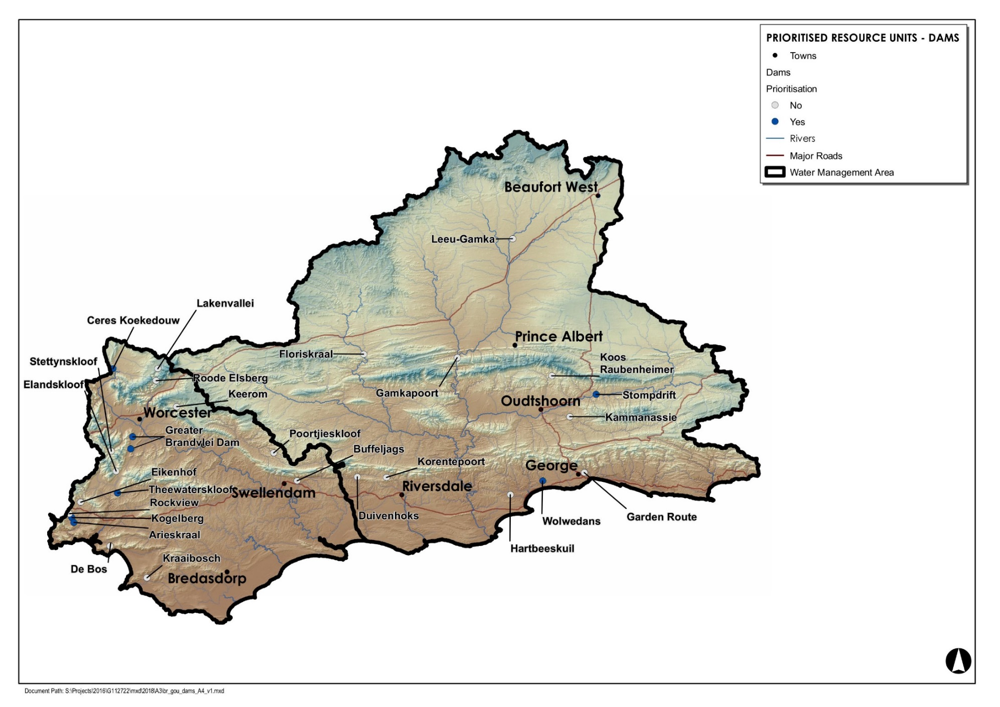 PRIORITISED RESOURCE UNITS - DAMS
Towns
Dams
Prioritisation
No
Yes
Rivers
Major Roads
Water Management Area
Beaufort West
Leeu-Gamka
Lakenvallei
Ceres Koekedouw
Prince Albert
Floriskraal
Stettynskloof
Koos
Raubenheimer
Roode Elsberg
Elandskloof
Keerom
Gamkapoort
Stompdrift
Oudtshoorn
Worcester
Kammanassie
Greater
Brandvlei Dam
Poortjieskloof
Buffeljags
Korentepoort
George
Eikenhof
Theewaterskloof
Swellendam
Riversdale
Rockview
Duivenhoks
Kogelberg
Wolwedans
Garden Route
Arieskraal
Hartbeeskuil
Kraaibosch
De Bos
Bredasdorp
Document Path: S:\Projects\2016\G112722\mxd\2018\A3\br_gou_dams_A4_v1.mxd